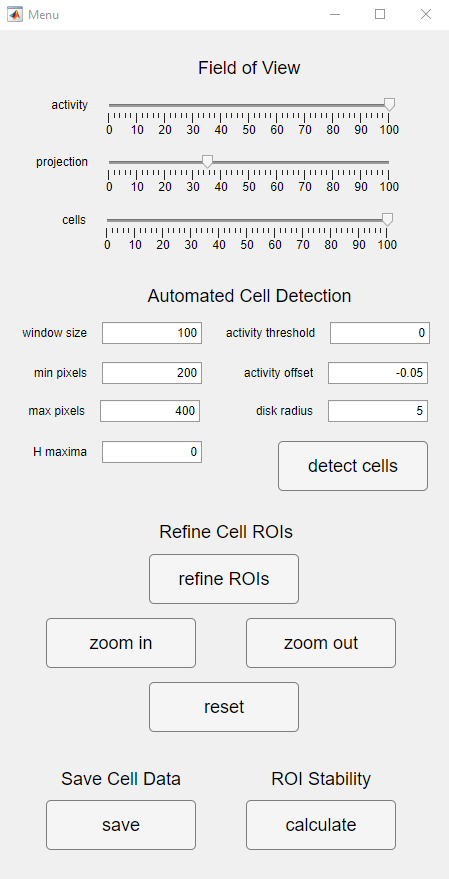 Menu
Field of View
activity
0 10 20 30 40 50 60 70 80 90 100
projection
0 10 20 30 40 50 60 70 80 90 100
cells
0 10 20 30 40 50 60 70 80 90 100
Automated Cell Detection
window size 100 activity threshold 0
min pixels 200 activity offset -0.05
max pixels 400 disk radius 5
H maxima 0
detect cells
Refine Cell ROIs
refine ROIs
zoom in zoom out
reset
Save Cell Data ROI Stability
save calculate